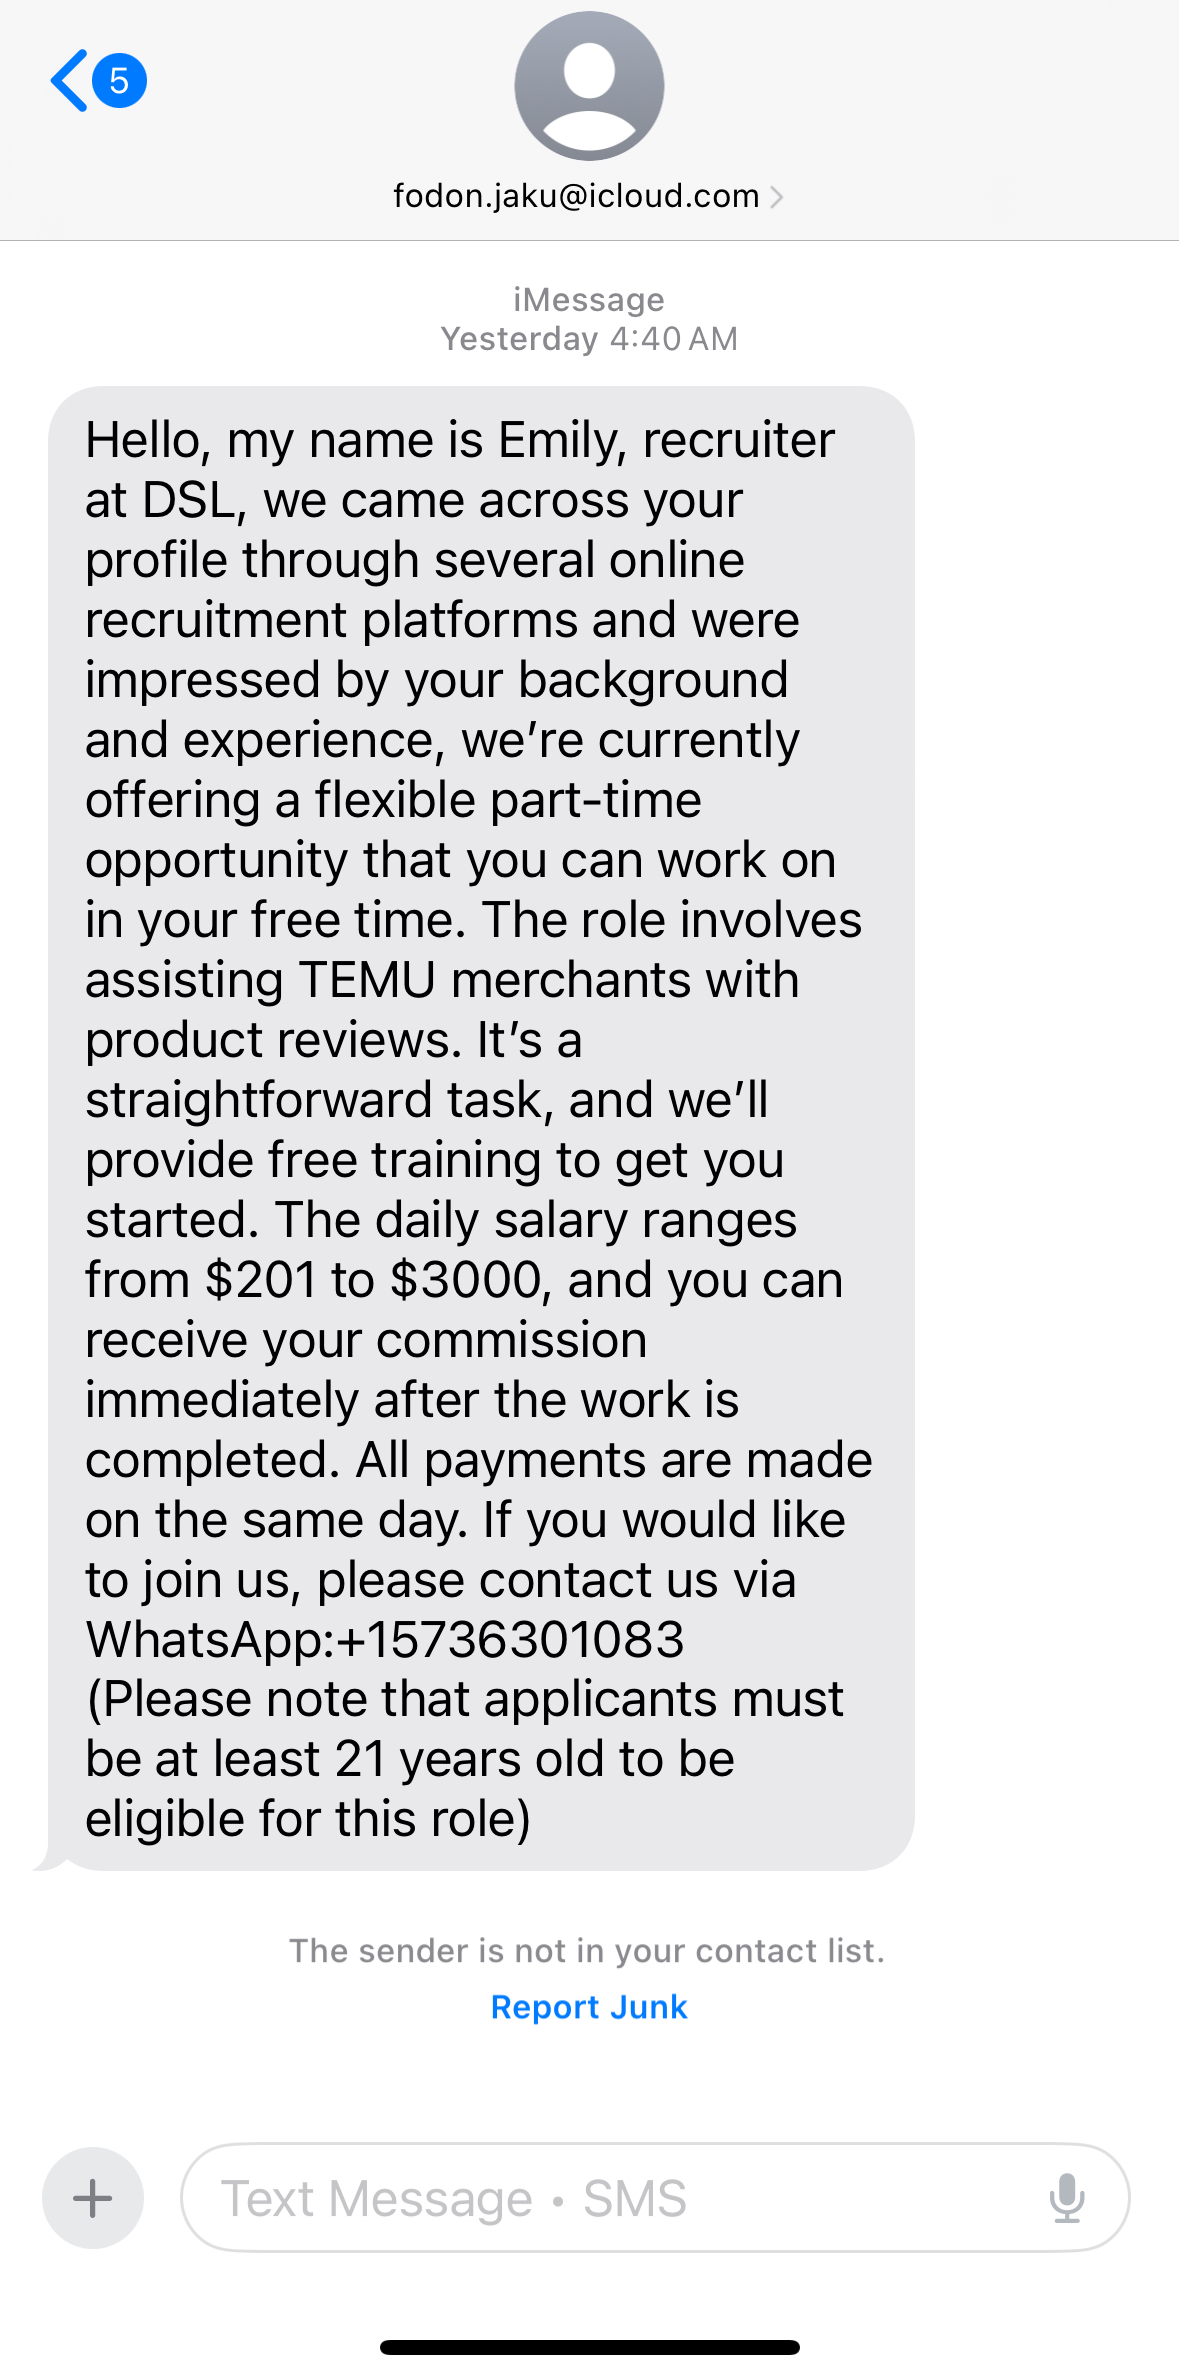 5
fodon.jaku@icloud.com
iMessage
Yesterday 4:40 AM
Hello, my name is Emily, recruiter
at DSL, we came across your
profile through several online
recruitment platforms and were
impressed by your background
and experience, we’re currently
offering a flexible part-time
opportunity that you can work on
in your free time. The role involves
assisting TEMU merchants with
product reviews. It’s a
straightforward task, and we’ll
provide free training to get you
started. The daily salary ranges
from $201 to $3000, and you can
receive your commission
immediately after the work is
completed. All payments are made
on the same day. If you would like
to join us, please contact us via
WhatsApp:+15736301083
(Please note that applicants must
be at least 21 years old to be
eligible for this role)
The sender is not in your contact list.
Report Junk
Text Message • SMS